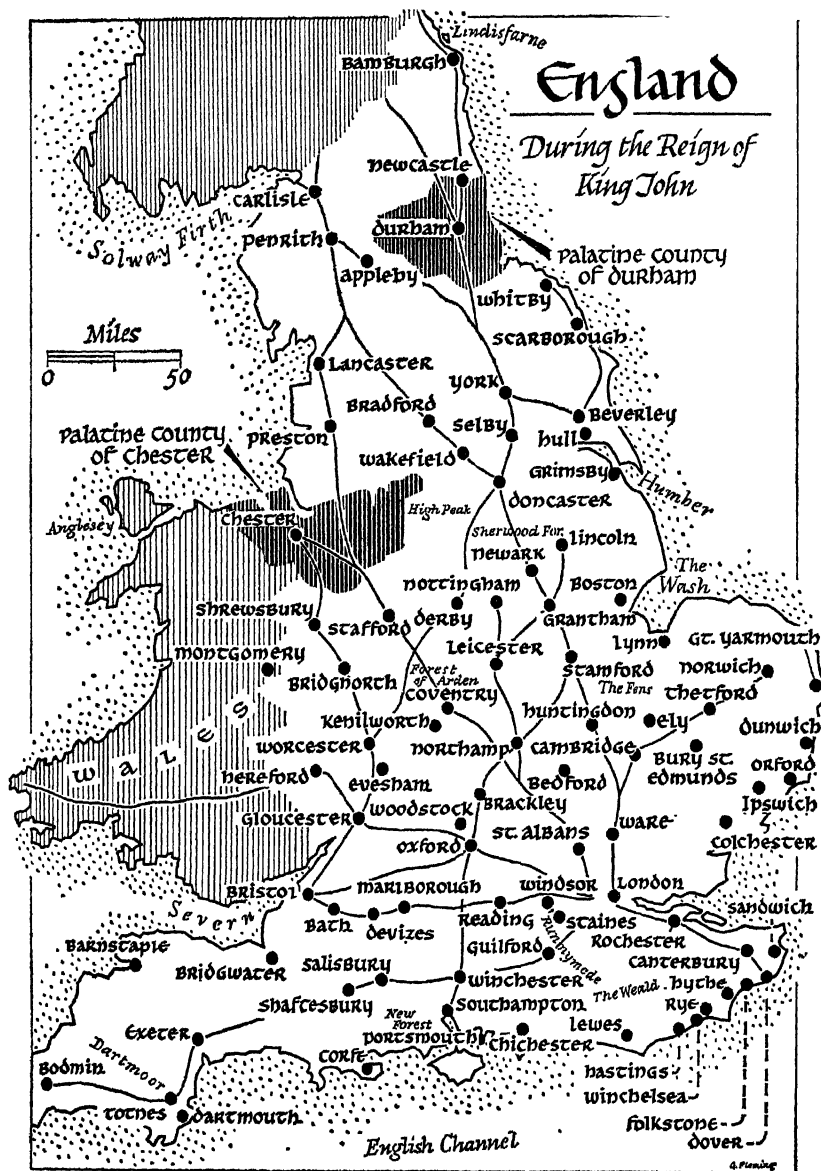 Lindisfarne
Bamburgh
England
During the Reign of
King John
Newcastle
Carlisle
Durham
Solway Firth
Penrith
Palatine County
of Durham
Appleby
Whitby
Miles
0 50
Scarborough
Lancaster
York
Bradford
Beverley
Selby
Palatine County
of Chester
Preston
Hull
Wakefield
Grimsby
Humber
Doncaster
High Peak
Anglesey
Chester
Sherwood For.
Lincoln
Newark
The
Wash
Nottingham
Boston
Shrewsbury
Stafford
Derby
Grantham
Lynn
Gt. Yarmouth
Montgomery
Leicester
Bridgnorth
Forest
of Arden
Stamford
Norwich
The Fens
Thetford
Coventry
Wales
Kenilworth
Huntingdon
Ely
Dunwich
Worcester
Northamp
Cambridge
Bury St.
Edmunds
Orford
Hereford
Evesham
Bedford
Ipswich
Brackley
Gloucester
Woodstock
Ware
Colchester
Oxford
St. Albans
Bristol
Marlborough
Windsor
London
Severn
Sandwich
Bath
Devizes
Reading
Staines
Rochester
Runnymede
Barnstaple
Bridgwater
Guilford
Canterbury
Salisbury
Winchester
The Weald
Hythe
Shaftesbury
Rye
New
Forest
Southampton
Exeter
Portsmouth
Chichester
Lewes
Dartmoor
Corfe
Bodmin
Hastings
Winchelsea
Totnes
Dartmouth
Folkstone
Dover
English Channel
G. Fleming